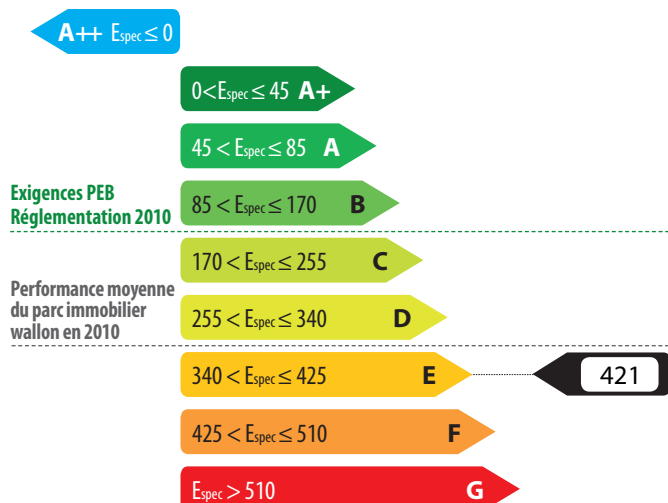 A++ Espec ≤ 0
0<Espec ≤ 45 A+
45 < Espec ≤ 85 A
Exigences PEB
Réglementation 2010
85 < Espec ≤ 170 B
170 < Espec ≤ 255 C
Performance moyenne
du parc immobilier
wallon en 2010
255 < Espec ≤ 340 D
340 < Espec ≤ 425 E
421
425 < Espec ≤ 510 F
Espec > 510 G